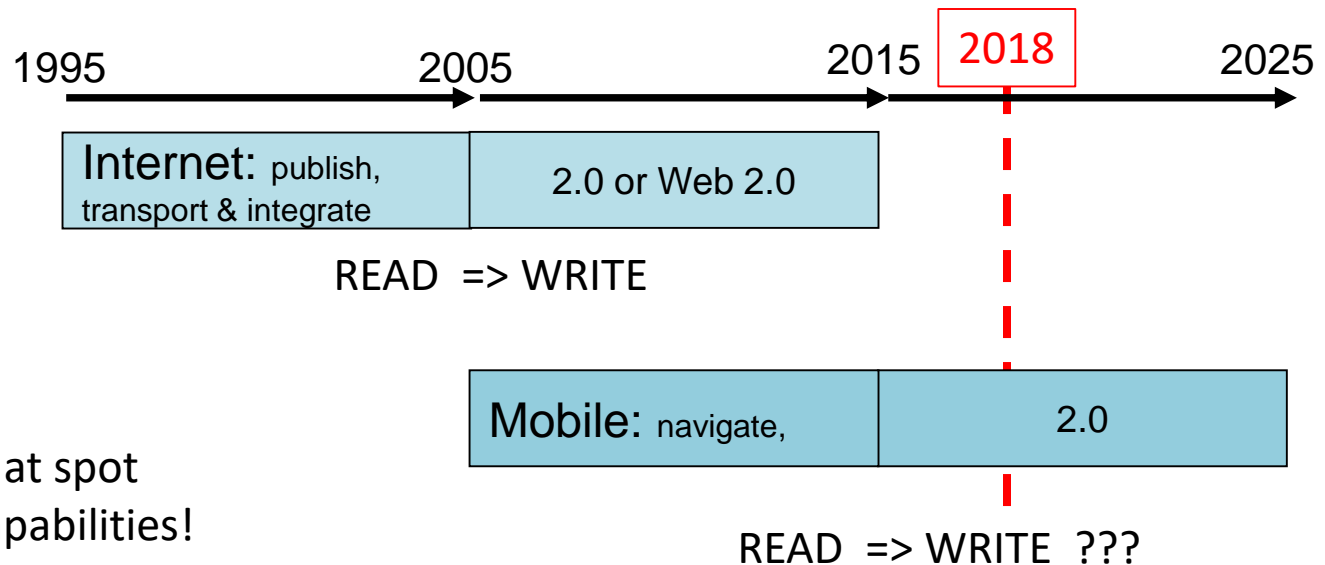 1995 2005 2015 2018 2025
Internet: publish,
transport & integrate
2.0 or Web 2.0
READ => WRITE
Mobile: navigate,
2.0
at spot
pabilities!
READ => WRITE ???